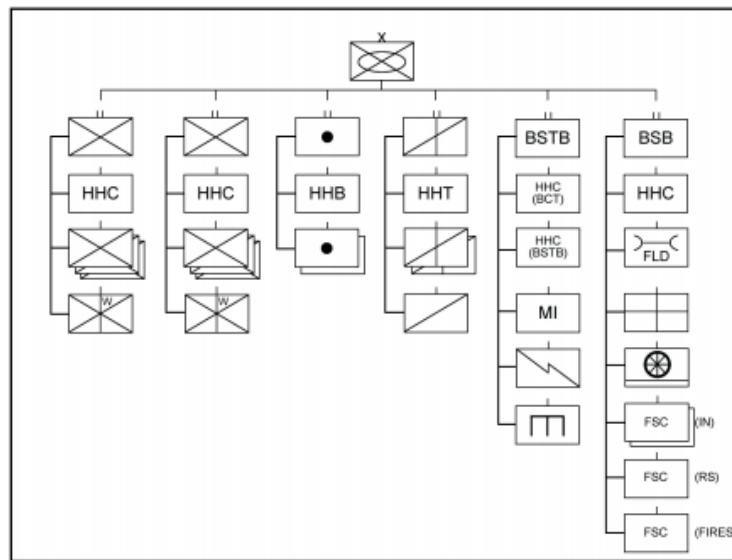 X
BSTB
BSB
HHC
HHC
HHB
HHT
HHC
(BCT)
HHC
HHC
(BSTB)
FLD
W
W
MI
FSC
(IN)
FSC
(RS)
FSC
(FIRES